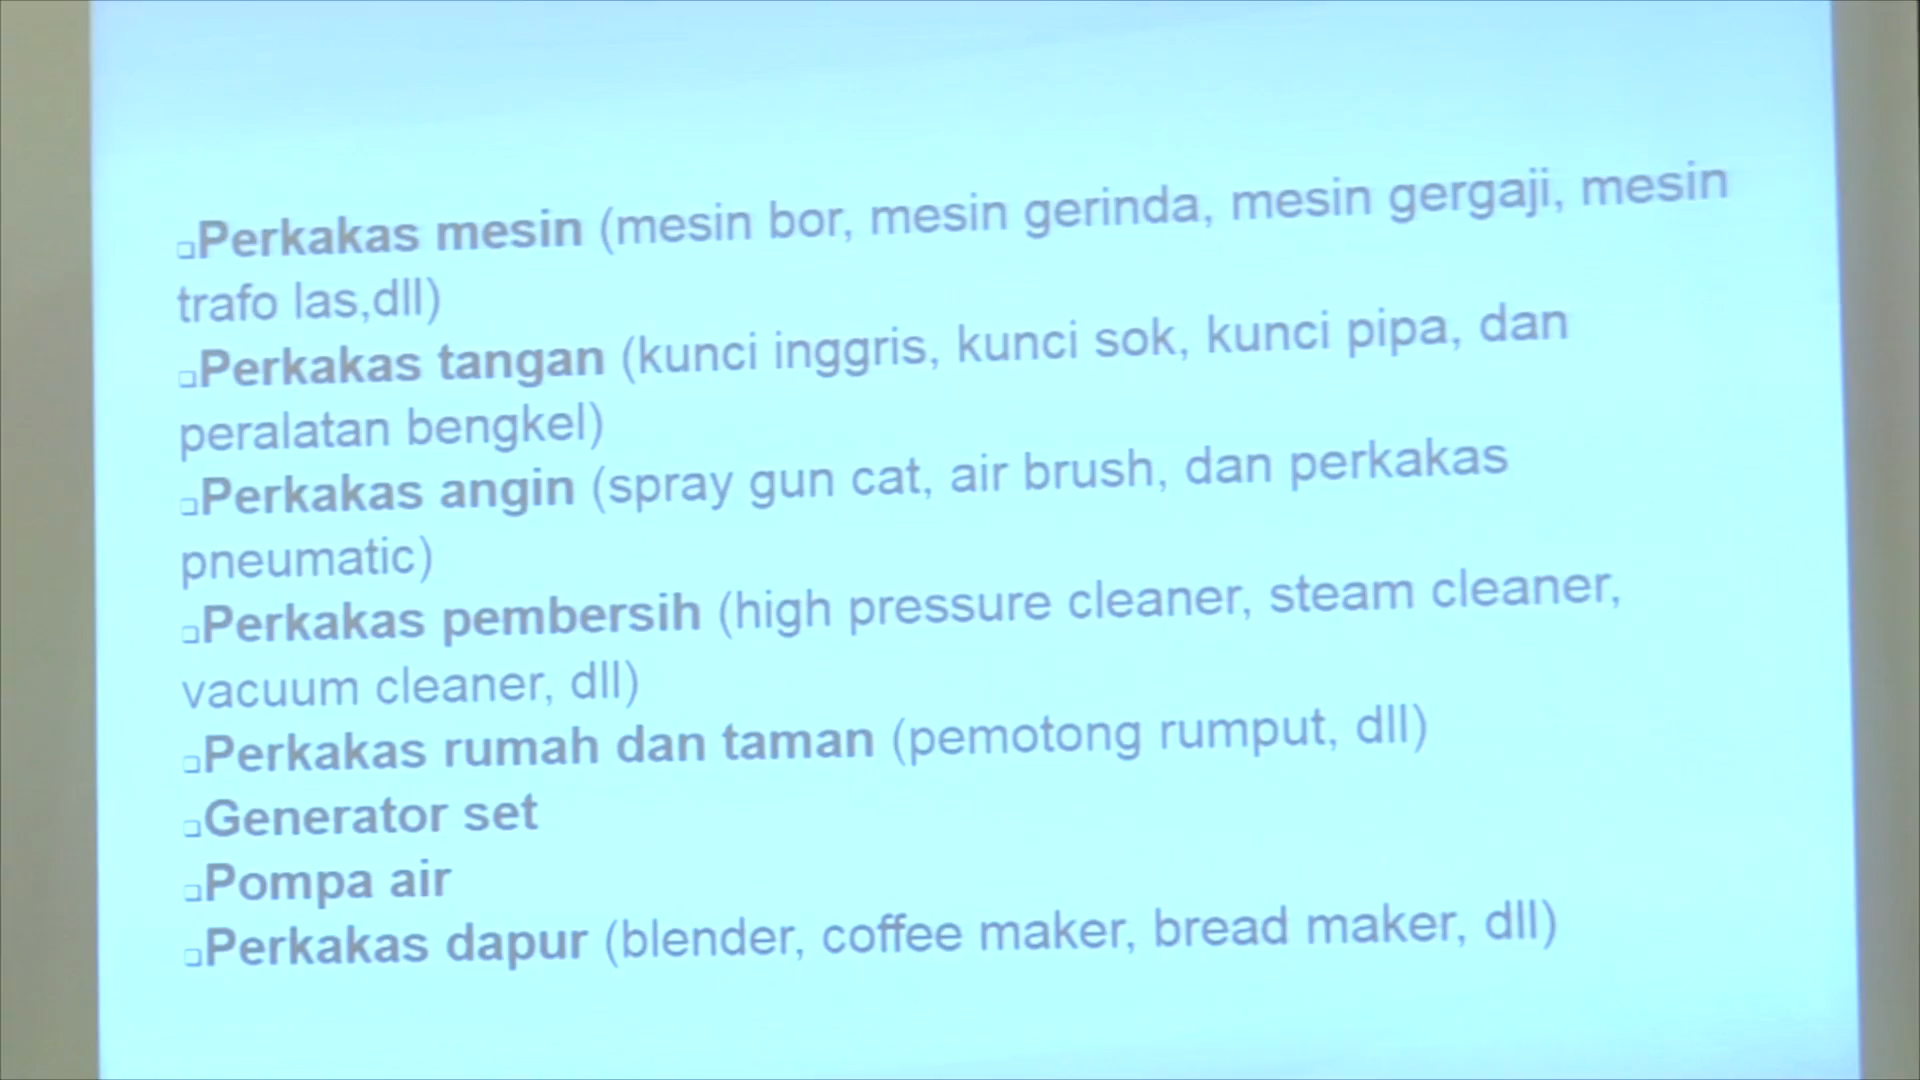 ❑Perkakas mesin (mesin bor, mesin gerinda, mesin gergaji, mesin
trafo las,dll)
❑Perkakas tangan (kunci inggris, kunci sok, kunci pipa, dan
peralatan bengkel)
❑Perkakas angin (spray gun cat, air brush, dan perkakas
pneumatic)
❑Perkakas pembersih (high pressure cleaner, steam cleaner,
vacuum cleaner, dll)
❑Perkakas rumah dan taman (pemotong rumput, dll)
❑Generator set
❑Pompa air
❑Perkakas dapur (blender, coffee maker, bread maker, dll)